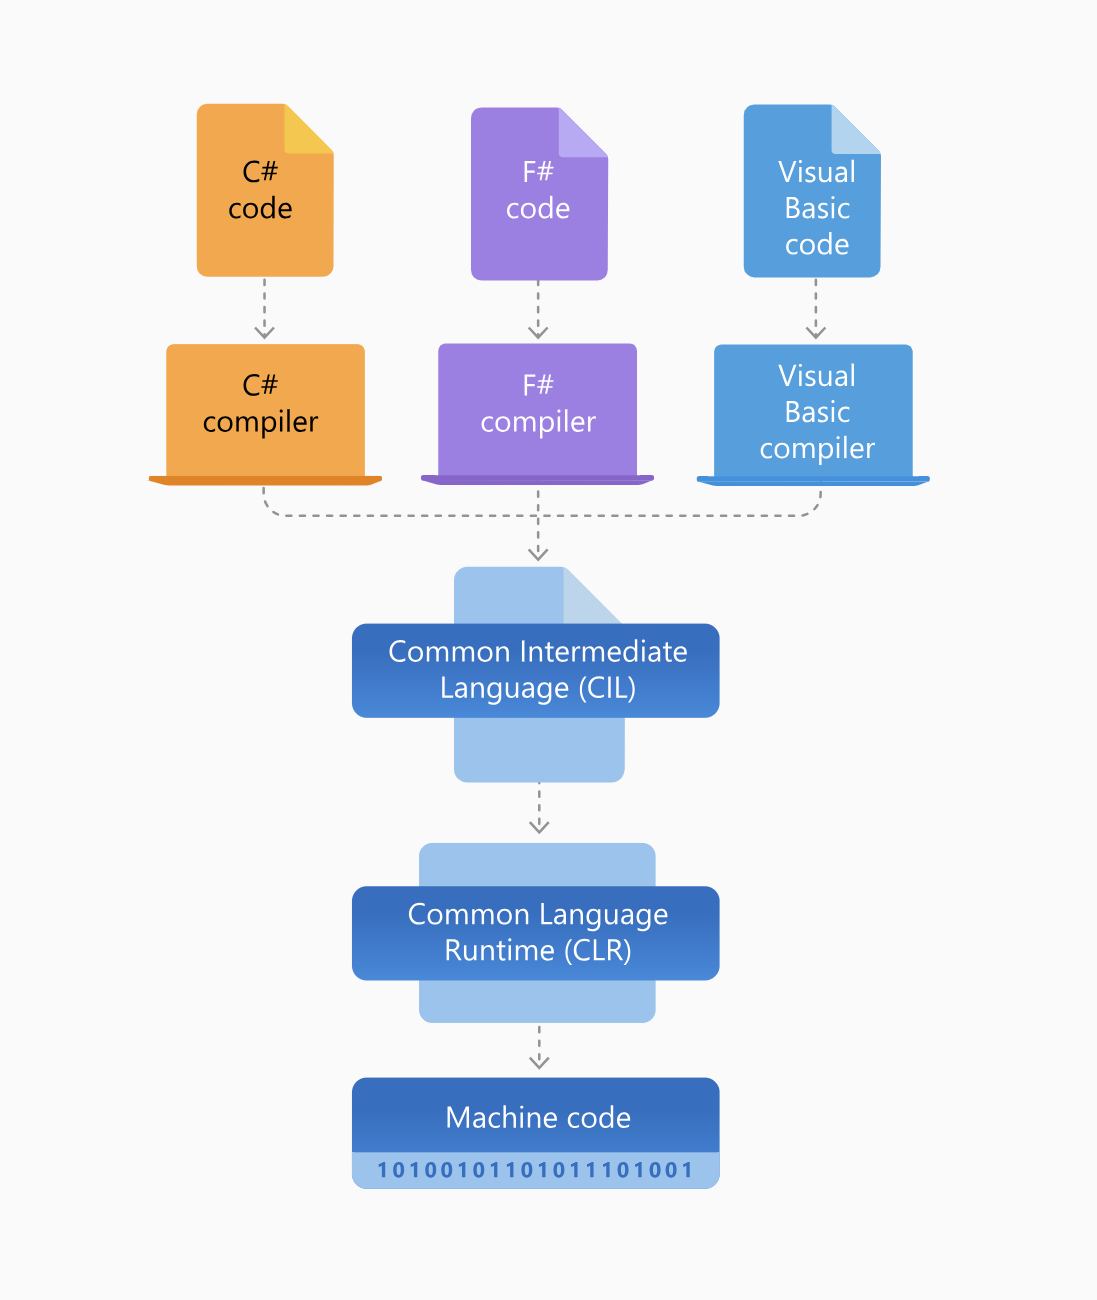 C#
code
F#
code
Visual
Basic
code
C#
compiler
F#
compiler
Visual
Basic
compiler
Common Intermediate
Language (CIL)
Common Language
Runtime (CLR)
Machine code
10100101101011101001